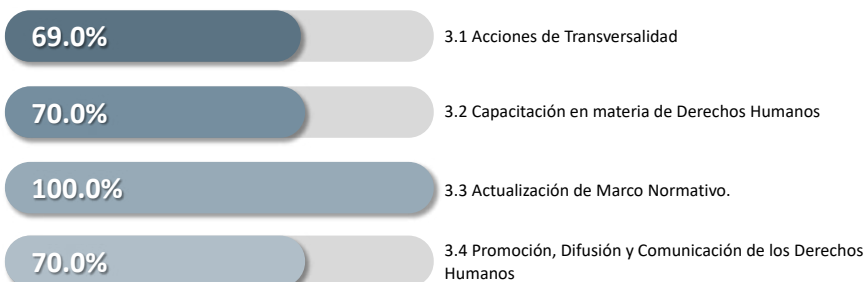 69.0%
3.1 Acciones de Transversalidad
70.0%
3.2 Capacitación en materia de Derechos Humanos
100.0%
3.3 Actualización de Marco Normativo.
70.0%
3.4 Promoción, Difusión y Comunicación de los Derechos
Humanos